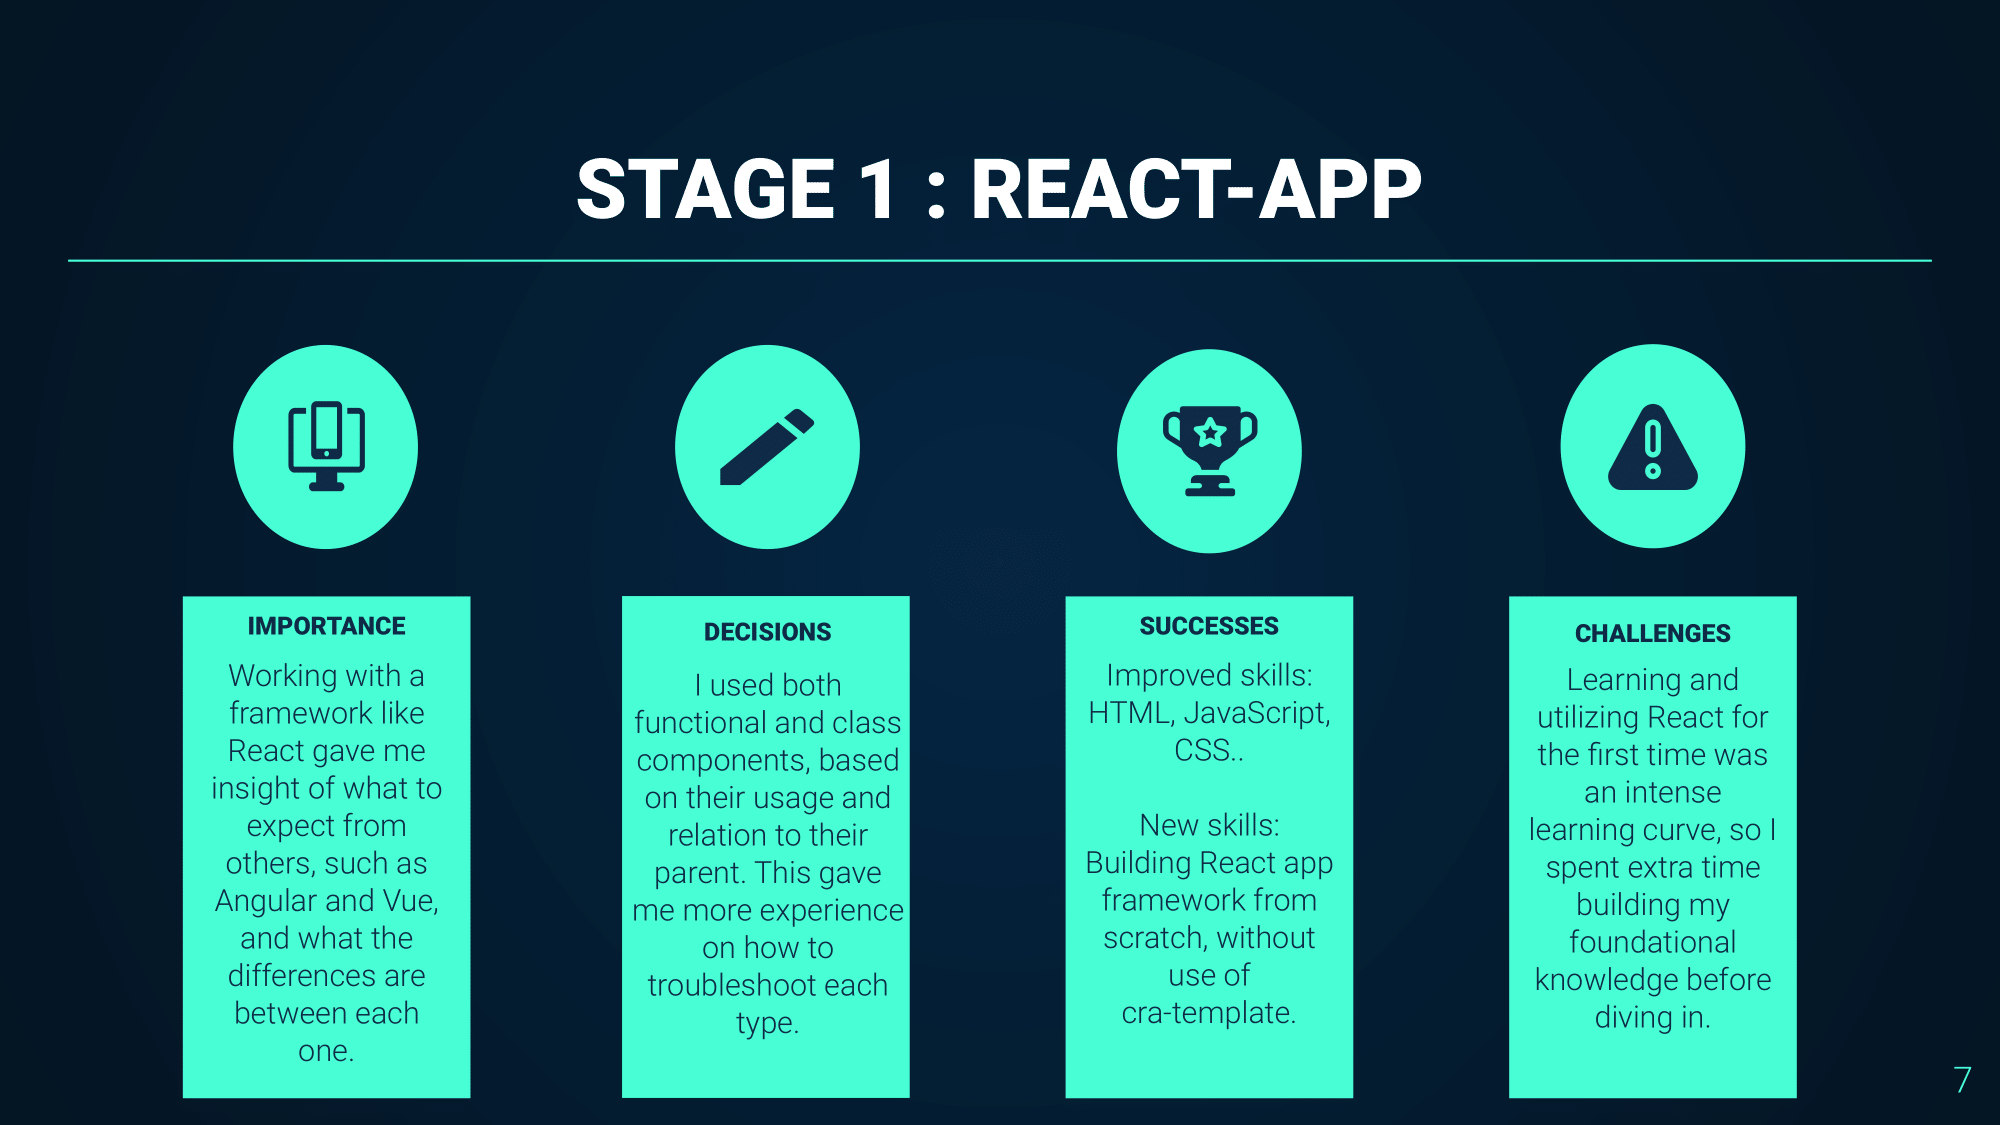 STAGE 1 : REACT-APP
IMPORTANCE
Working with a
framework like
React gave me
insight of what to
expect from
others, such as
Angular and Vue,
and what the
differences are
between each
one.
DECISIONS
I used both
functional and class
components, based
on their usage and
relation to their
parent. This gave
me more experience
on how to
troubleshoot each
type.
SUCCESSES
Improved skills:
HTML, JavaScript,
CSS..
New skills:
Building React app
framework from
scratch, without
use of
cra-template.
CHALLENGES
Learning and
utilizing React for
the first time was
an intense
learning curve, so I
spent extra time
building my
foundational
knowledge before
diving in.
7